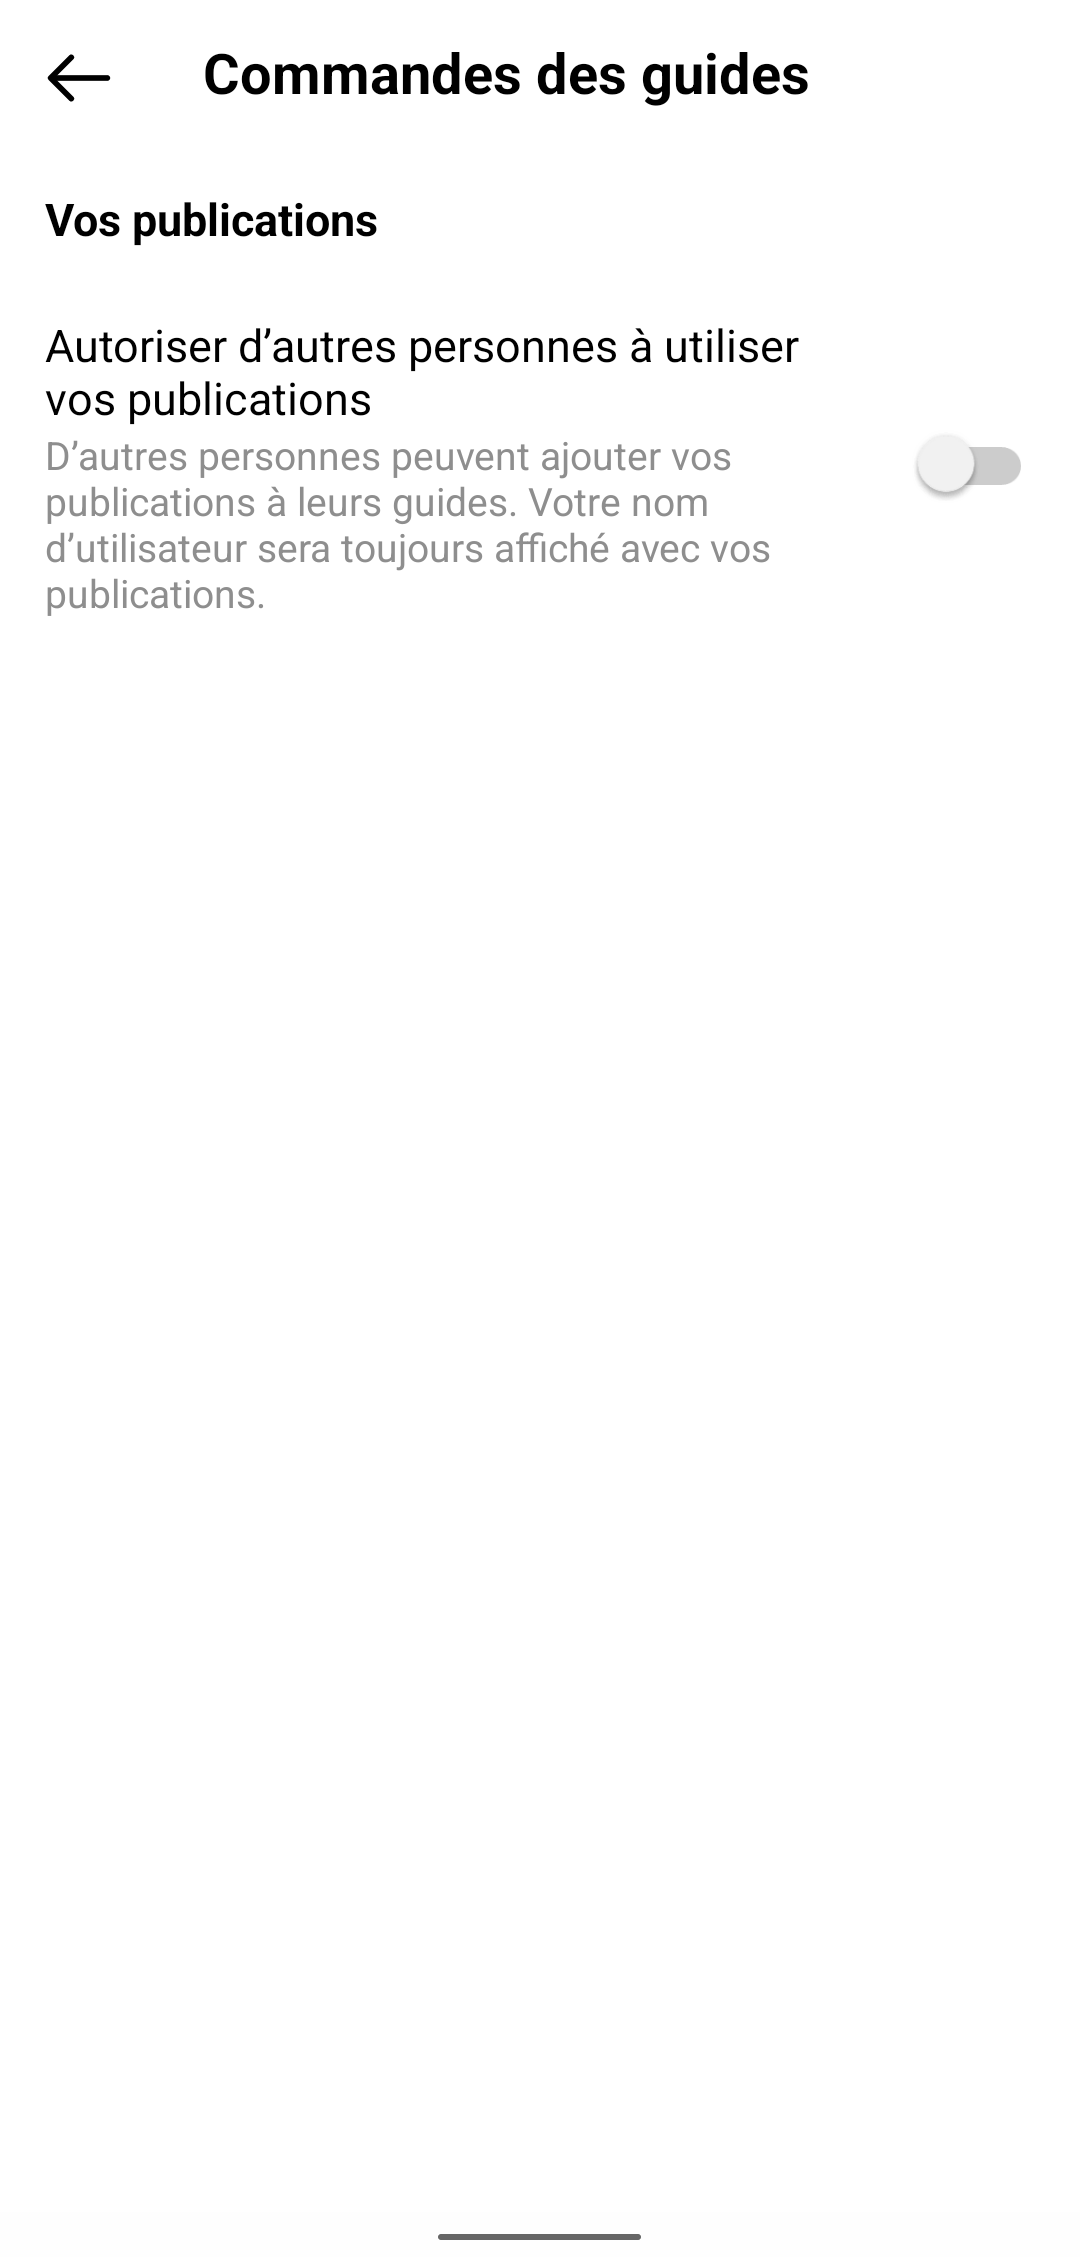 Commandes des guides
Vos publications
Autoriser d’autres personnes à utiliser
vos publications
D’autres personnes peuvent ajouter vos
publications à leurs guides. Votre nom
d’utilisateur sera toujours affiché avec vos
publications.